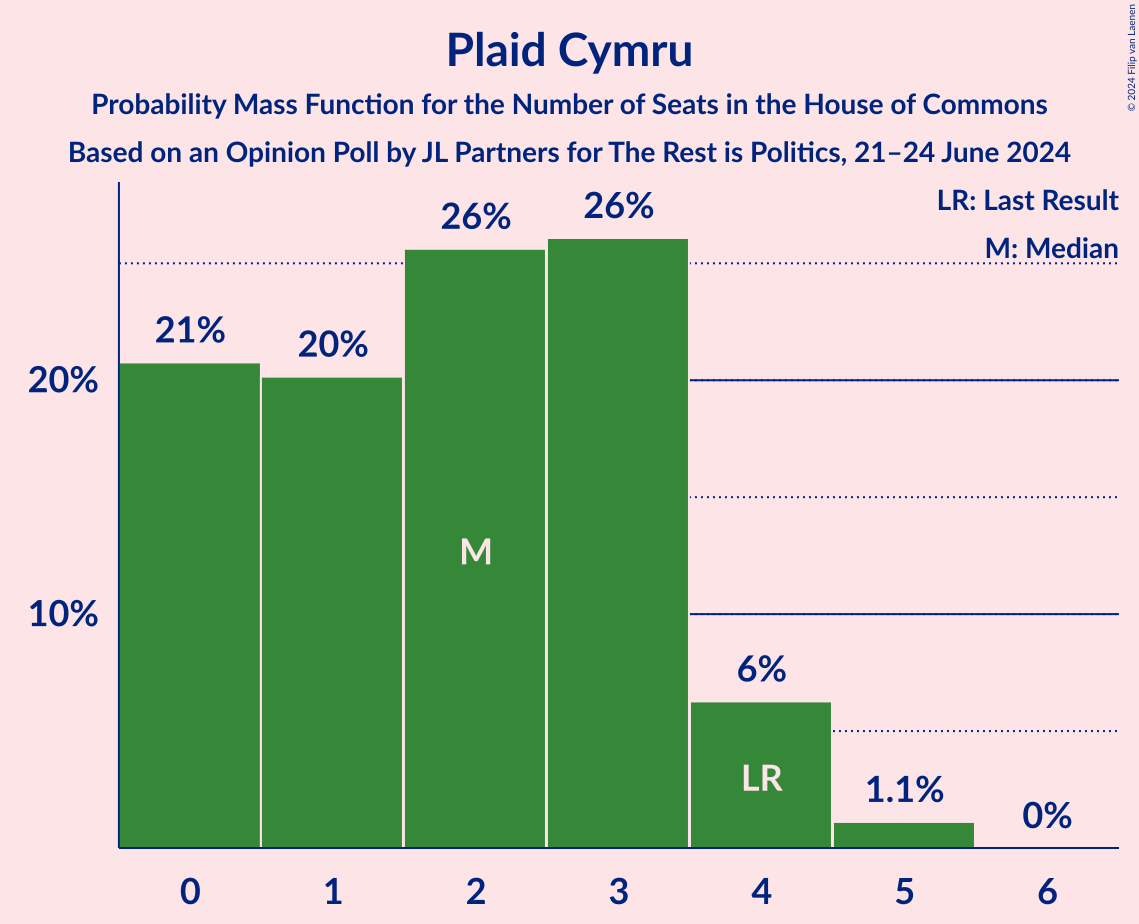 Plaid Cymru
Probability Mass Function for the Number of Seats in the House of Commons
Based on an Opinion Poll by JL Partners for The Rest is Politics, 21–24 June 2024
© 2024 Filip van Laenen
LR: Last Result
M: Median
26%
26%
21%
20%
20%
M
10%
6%
LR
1.1%
0%
0 1 2 3 4 5 6